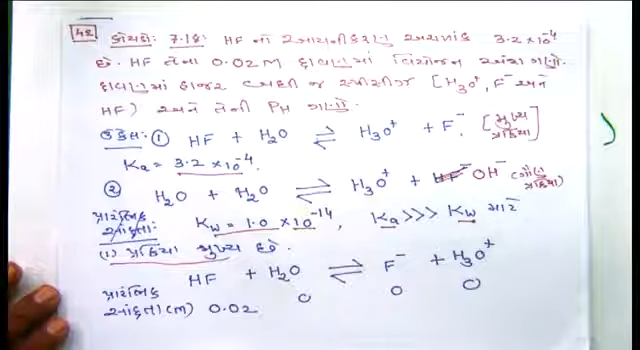 42 કોયડો: 7.18: HF નો આયનીકરણ અચળાંક 3.2 × 10⁻⁴
છે. HF તેના 0.02M દ્રાવણમાં વિયોજન અંશ ગણો.
દ્રાવણમાં હાજર બધી જ સ્પીસીઝ [H₃O⁺, F⁻ અને
HF) અને તેની PH ગણો.
ઉકેલ: ① HF + H₂O ⇌ H₃O⁺ + F⁻. [મુખ્ય પ્રક્રિયા]
Ka = 3.2 × 10⁻⁴.
② H₂O + H₂O ⇌ H₃O⁺ + OH⁻ (ગૌણ પ્રક્રિયા)
પ્રારંભિક સાંદ્રતા: Kw = 1.0 × 10⁻¹⁴, Ka >>> Kw માટે
(1) પ્રક્રિયા મુખ્ય છે.
HF + H₂O ⇌ F⁻ + H₃O⁺
પ્રારંભિક
સાંદ્રતા (m) 0.02 0 0 0